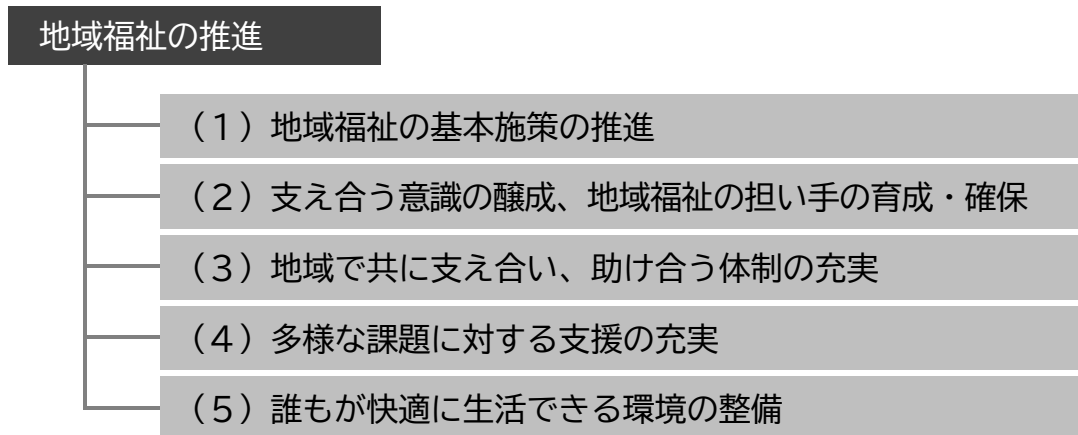 地域福祉の推進
（１）地域福祉の基本施策の推進
（２）支え合う意識の醸成、地域福祉の担い手の育成・確保
（３）地域で共に支え合い、助け合う体制の充実
（４）多様な課題に対する支援の充実
（５）誰もが快適に生活できる環境の整備